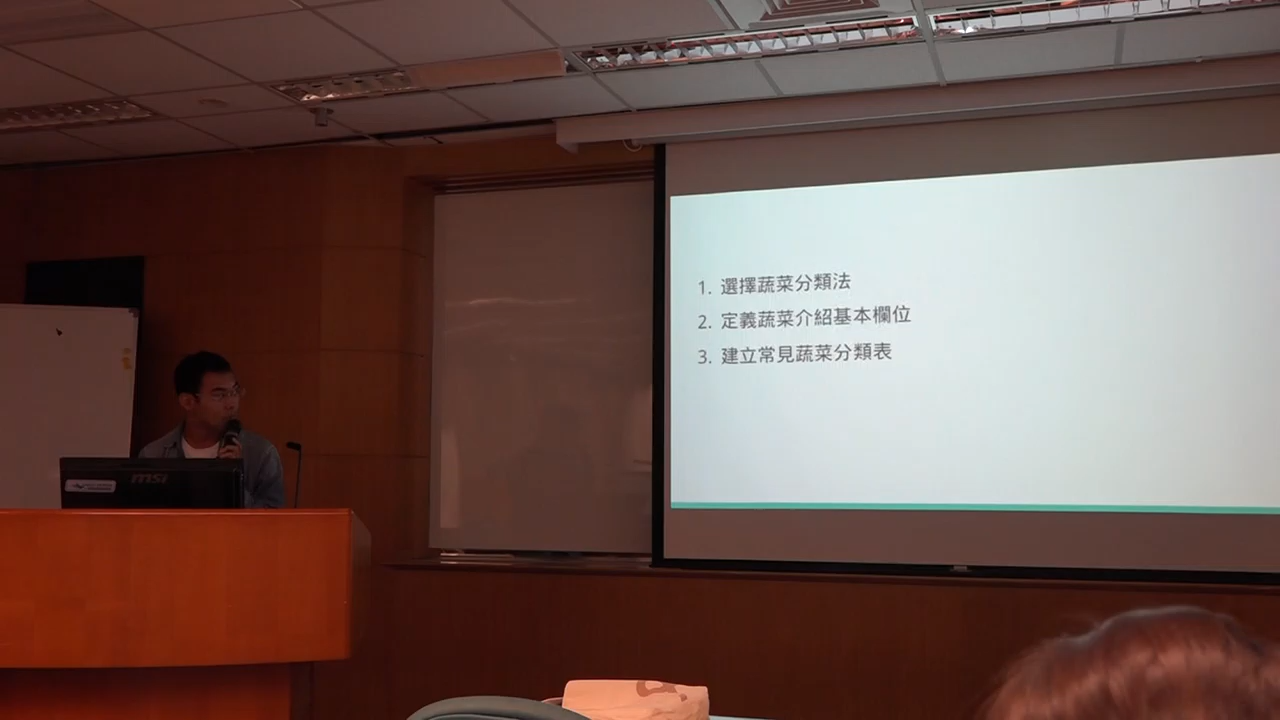 1. 選擇蔬菜分類法
2. 定義蔬菜介紹基本欄位
3. 建立常見蔬菜分類表
msi